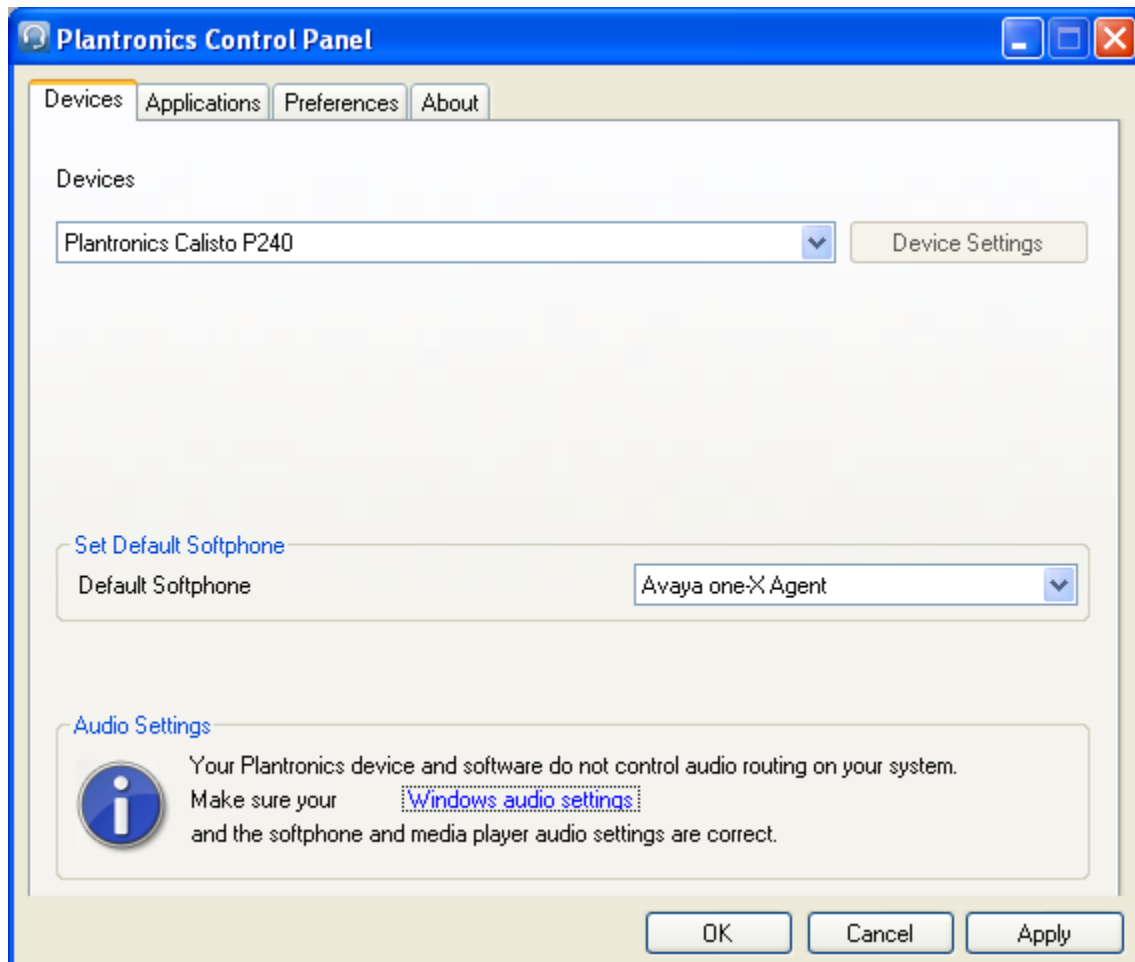 Plantronics Control Panel
Devices Applications Preferences About
Devices
Plantronics Calisto P240 Device Settings
Set Default Softphone
Default Softphone Avaya one-X Agent
Audio Settings
Your Plantronics device and software do not control audio routing on your system.
Make sure your Windows audio settings
and the softphone and media player audio settings are correct.
OK Cancel Apply